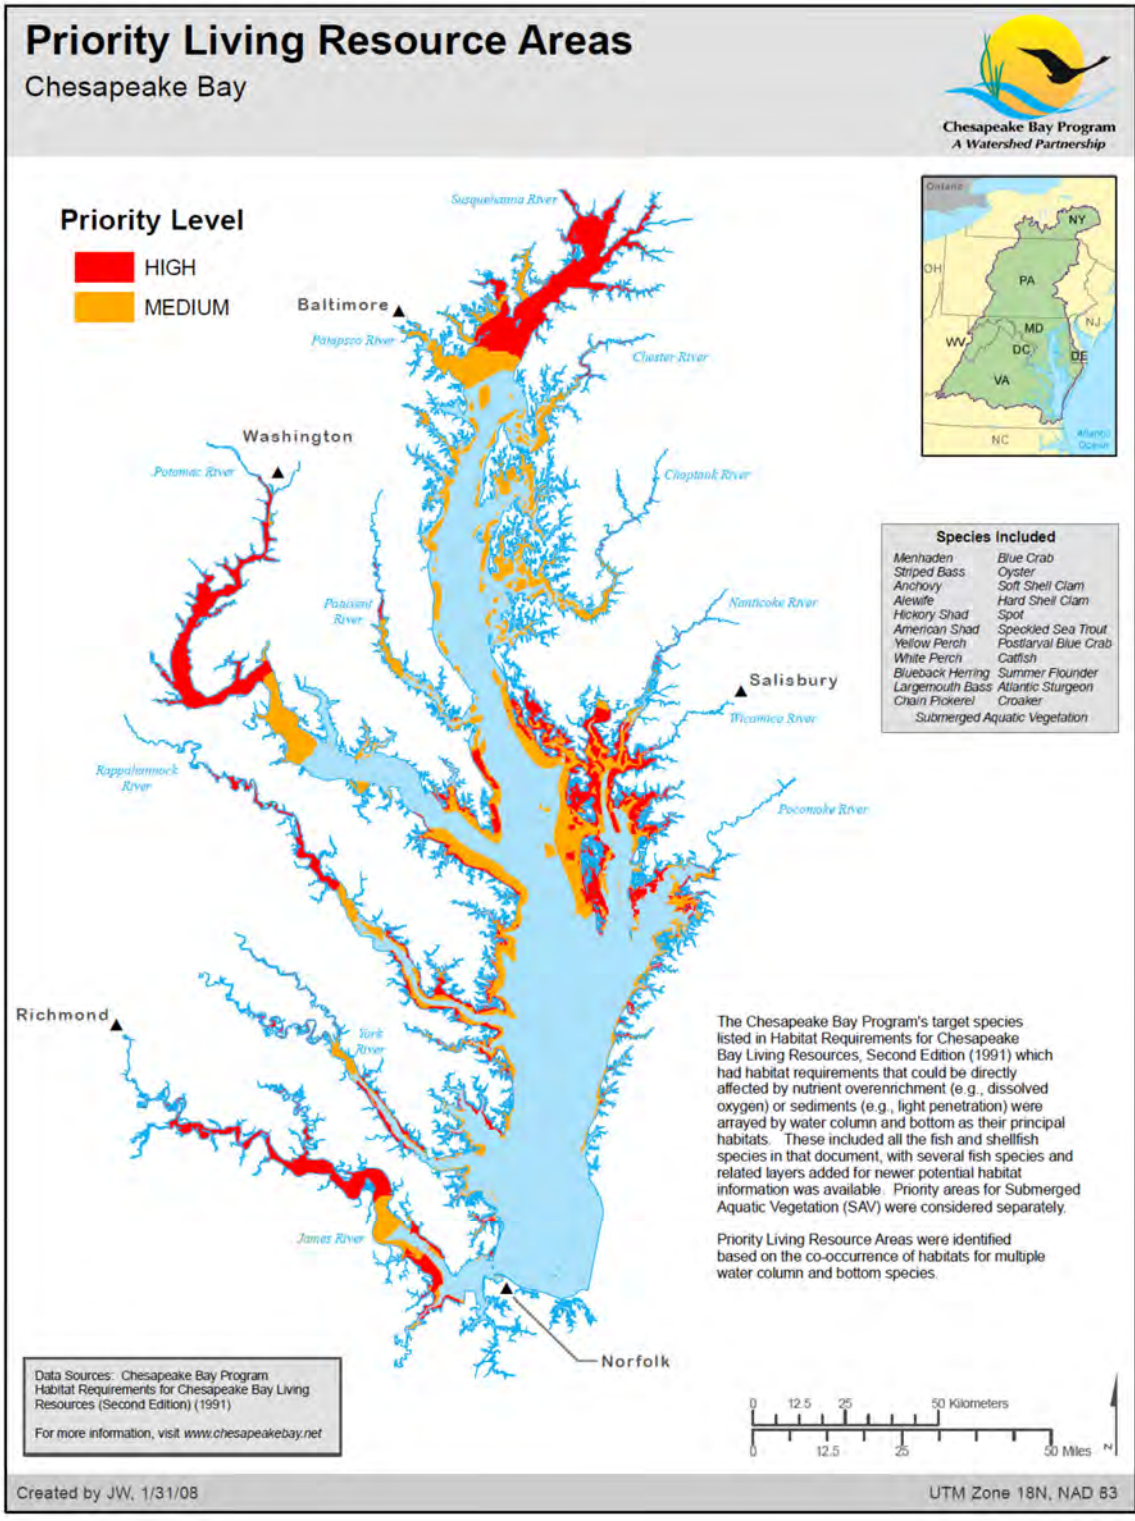 Priority Living Resource Areas
Chesapeake Bay
Chesapeake Bay Program
A Watershed Partnership
Priority Level
HIGH
MEDIUM
Susquehanna River
Baltimore
Patapsco River
Chester River
Washington
Potomac River
Choptank River
Patuxent
River
Nanticoke River
Salisbury
Wicomico River
Rappahannock
River
Pocomoke River
Richmond
York
River
James River
Norfolk
Ontario
NY
OH
PA
NJ
MD
WV
DC
DE
VA
NC
Atlantic
Ocean
Species Included
Menhaden Blue Crab
Striped Bass Oyster
Anchovy Soft Shell Clam
Alewife Hard Shell Clam
Hickory Shad Spot
American Shad Speckled Sea Trout
Yellow Perch Postlarval Blue Crab
White Perch Catfish
Blueback Herring Summer Flounder
Largemouth Bass Atlantic Sturgeon
Chain Pickerel Croaker
Submerged Aquatic Vegetation
The Chesapeake Bay Program's target species
listed in Habitat Requirements for Chesapeake
Bay Living Resources, Second Edition (1991) which
had habitat requirements that could be directly
affected by nutrient overenrichment (e.g., dissolved
oxygen) or sediments (e.g., light penetration) were
arrayed by water column and bottom as their principal
habitats. These included all the fish and shellfish
species in that document, with several fish species and
related layers added for newer potential habitat
information was available. Priority areas for Submerged
Aquatic Vegetation (SAV) were considered separately.
Priority Living Resource Areas were identified
based on the co-occurrence of habitats for multiple
water column and bottom species.
Data Sources: Chesapeake Bay Program
Habitat Requirements for Chesapeake Bay Living
Resources (Second Edition) (1991)
For more information, visit www.chesapeakebay.net
0 12.5 25 50 Kilometers
0 12.5 25 50 Miles
N
Created by JW, 1/31/08
UTM Zone 18N, NAD 83